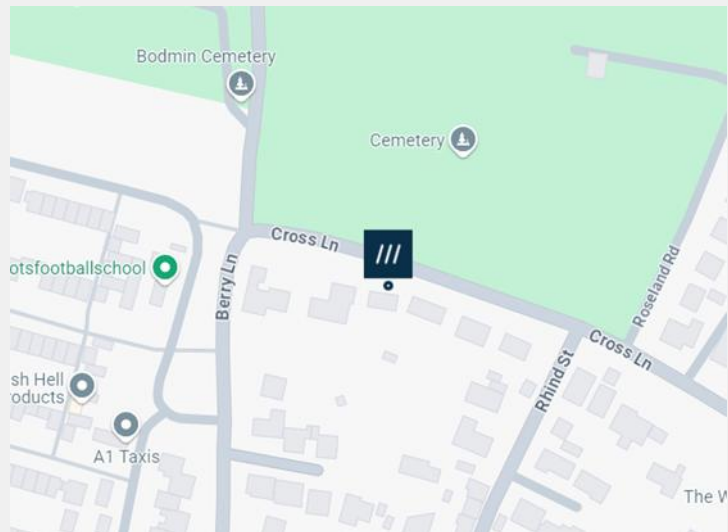 Bodmin Cemetery
Cemetery
Cross Ln
///
otsfootballschool
Berry Ln
Roseland Rd
Cross Ln
Rhind St
sh Hell
roducts
A1 Taxis
The W